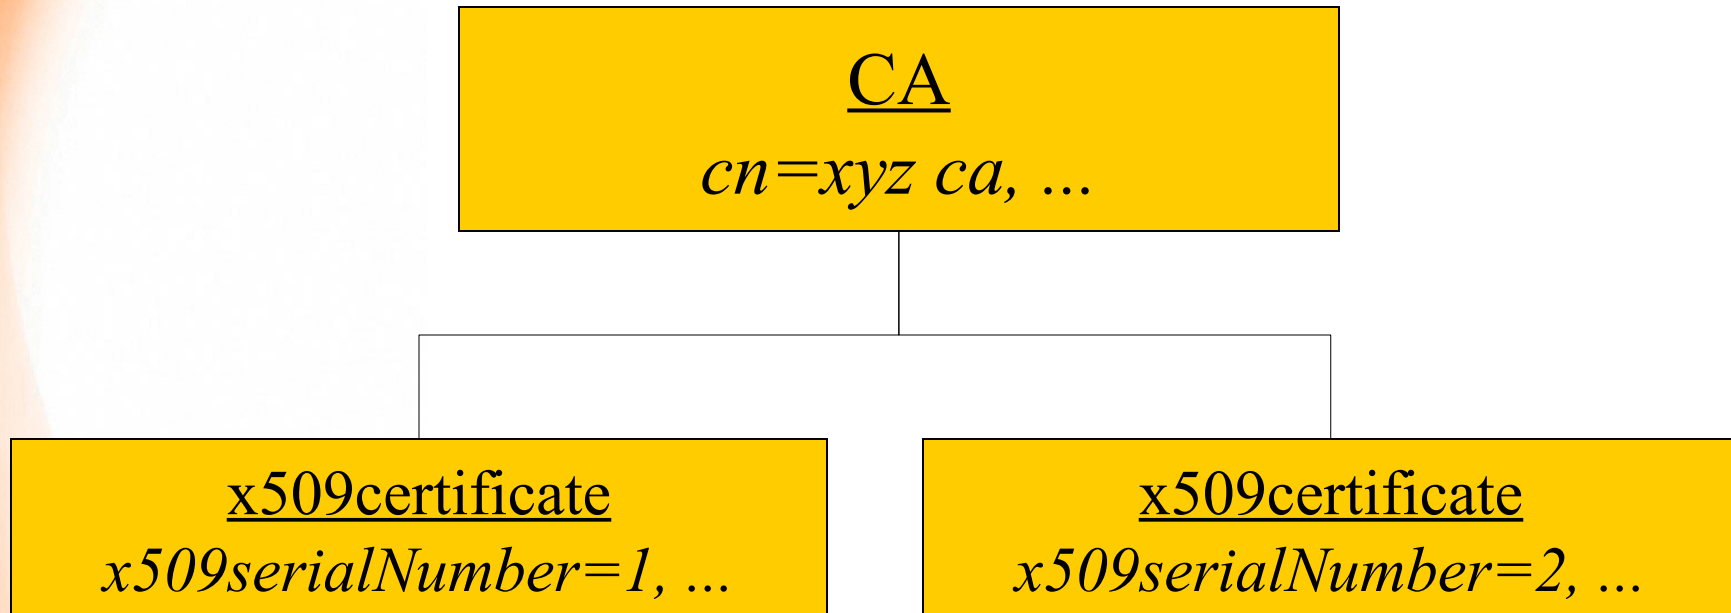 CA
cn=xyz ca, ...
x509certificate
x509serialNumber=1, ...
x509certificate
x509serialNumber=2, ...